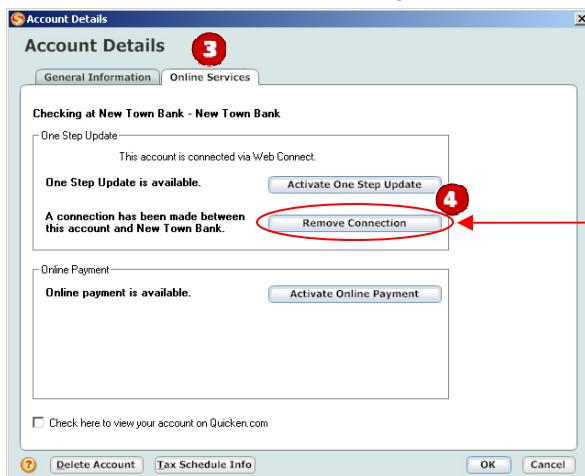 Account Details
Account Details
3
General Information Online Services
Checking at New Town Bank - New Town Bank
One Step Update
This account is connected via Web Connect.
One Step Update is available. Activate One Step Update
4
A connection has been made between
this account and New Town Bank. Remove Connection
Online Payment
Online payment is available. Activate Online Payment
Check here to view your account on Quicken.com
? Delete Account Tax Schedule Info OK Cancel